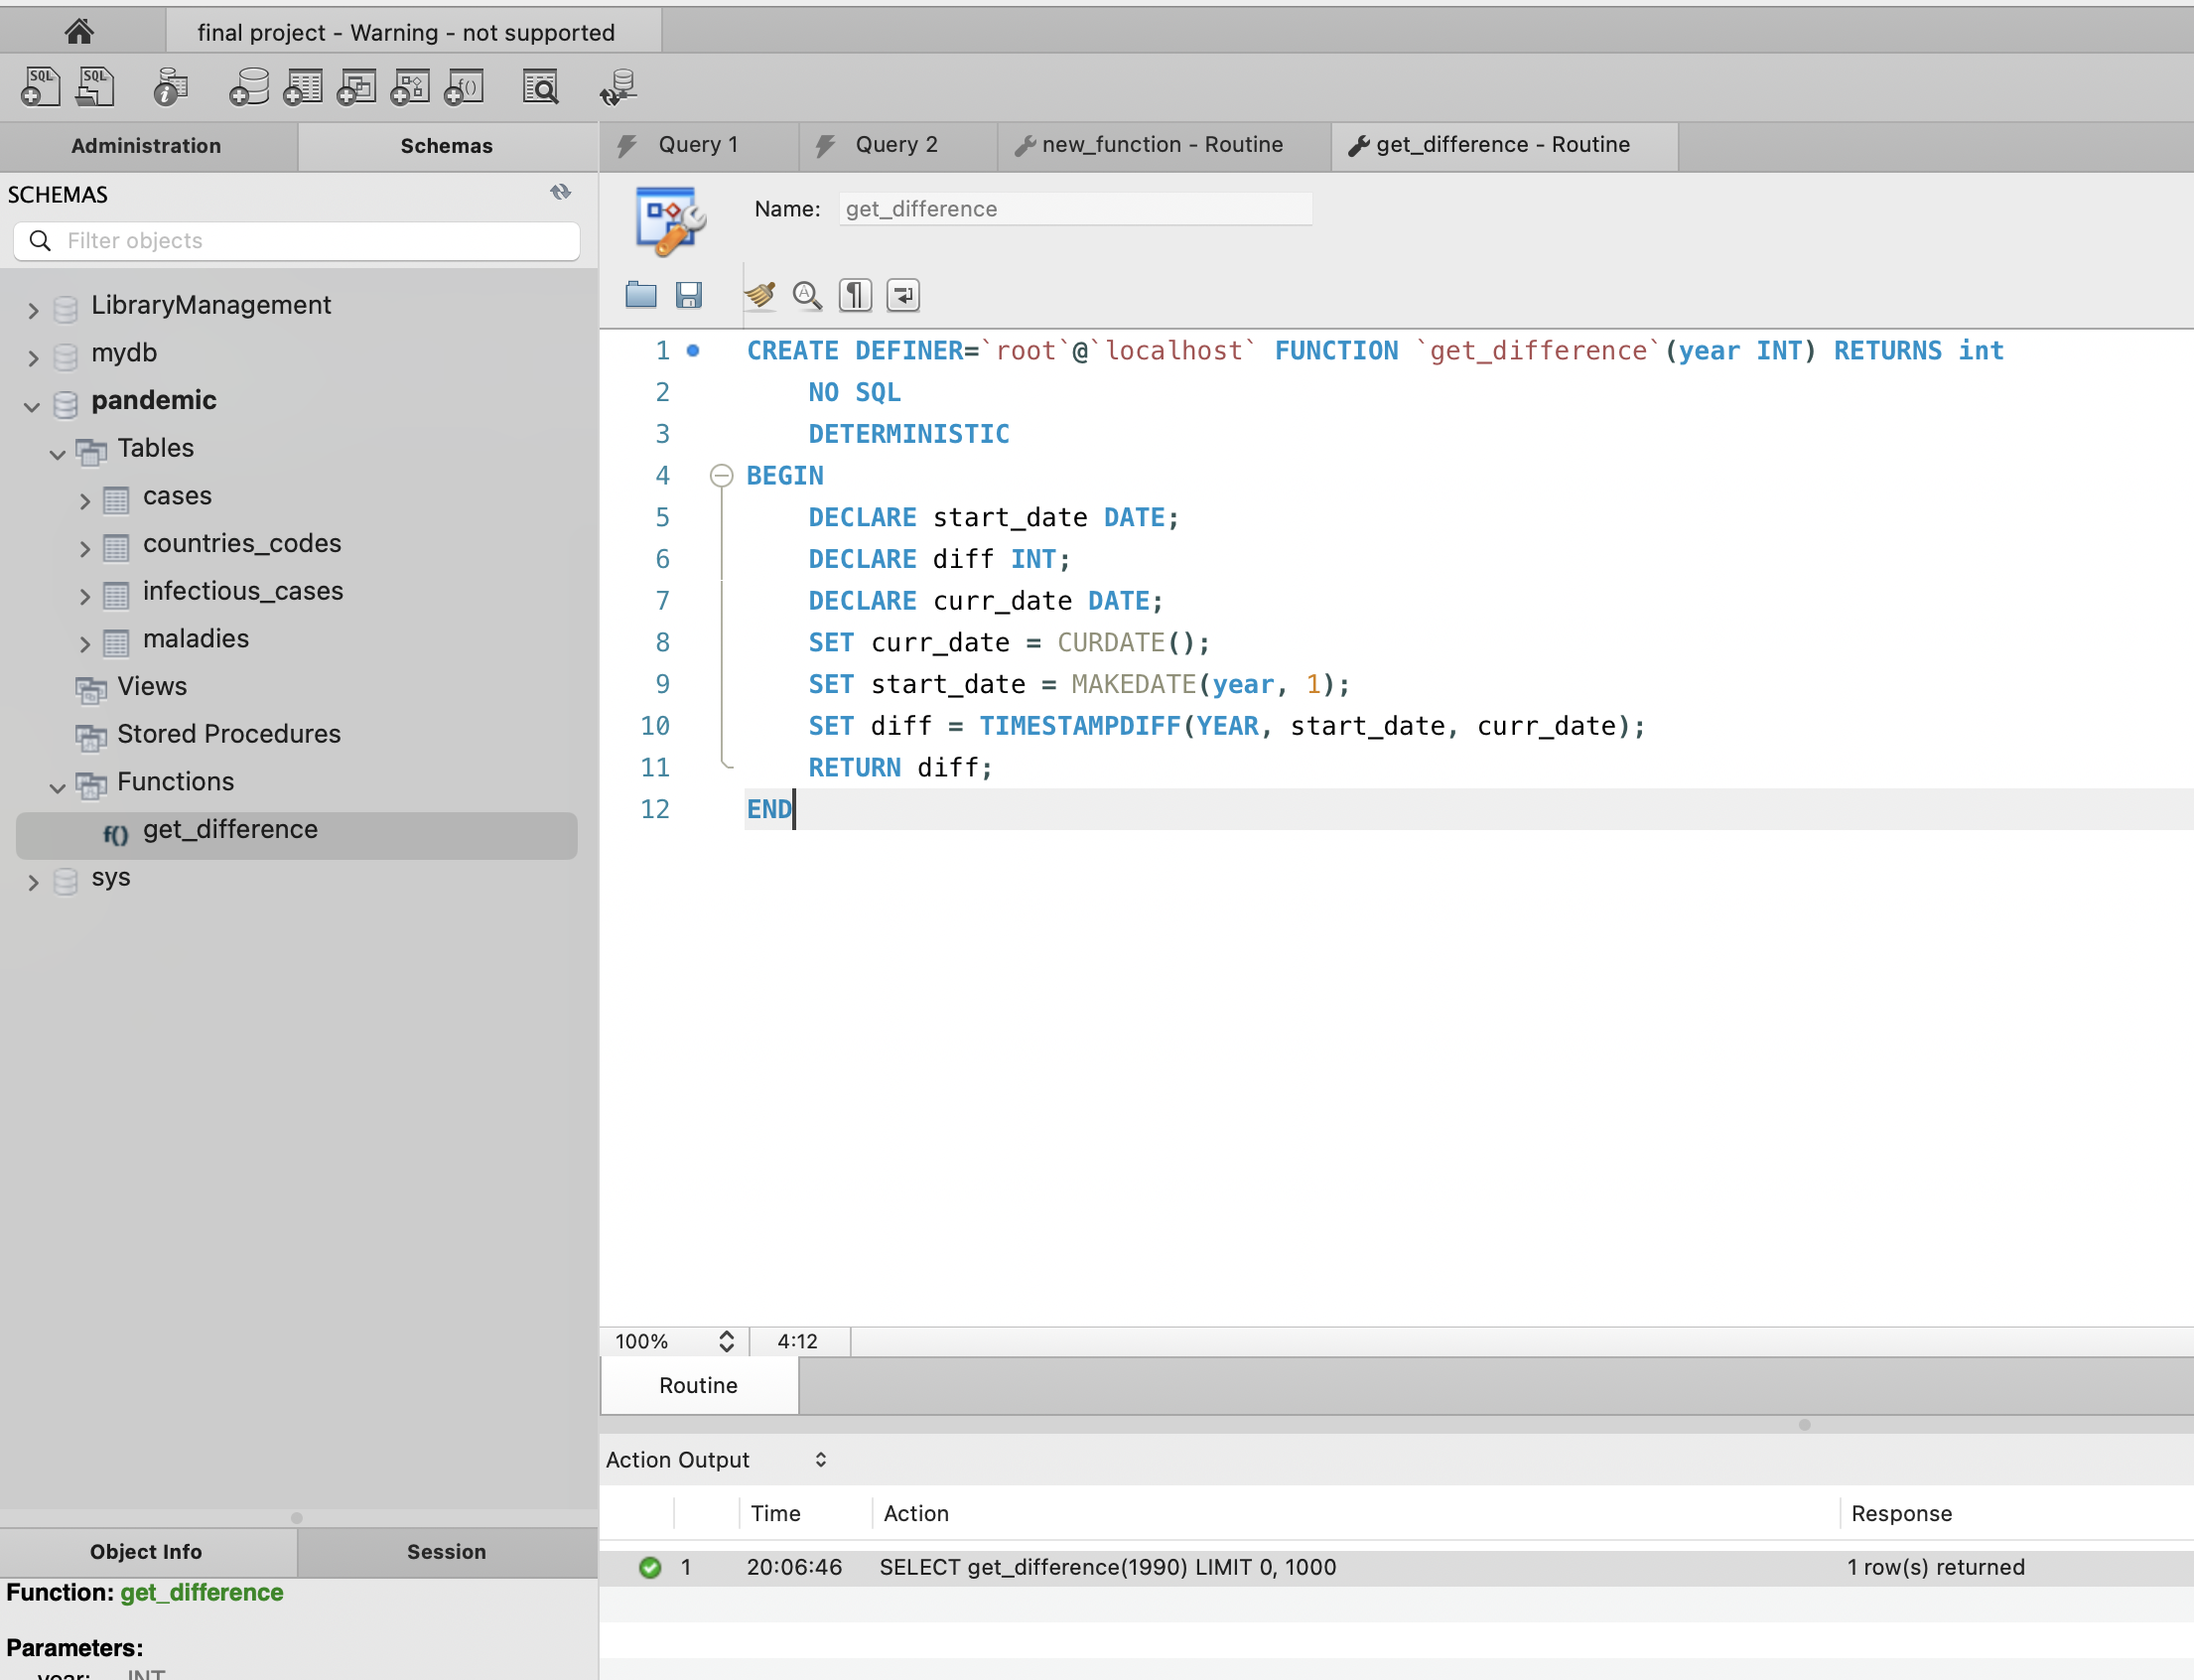 final project - Warning - not supported
SQL
SQL
Administration
Schemas
Query 1
Query 2
new_function - Routine
get_difference - Routine
SCHEMAS
Filter objects
LibraryManagement
mydb
pandemic
Tables
cases
countries_codes
infectious_cases
maladies
Views
Stored Procedures
Functions
f() get_difference
sys
Name: get_difference
1 CREATE DEFINER=`root`@`localhost` FUNCTION `get_difference`(year INT) RETURNS int
2 NO SQL
3 DETERMINISTIC
4 BEGIN
5 DECLARE start_date DATE;
6 DECLARE diff INT;
7 DECLARE curr_date DATE;
8 SET curr_date = CURDATE();
9 SET start_date = MAKEDATE(year, 1);
10 SET diff = TIMESTAMPDIFF(YEAR, start_date, curr_date);
11 RETURN diff;
12 END
100% 4:12
Routine
Action Output
Time Action Response
1 20:06:46 SELECT get_difference(1990) LIMIT 0, 1000 1 row(s) returned
Object Info
Session
Function: get_difference
Parameters:
year: INT